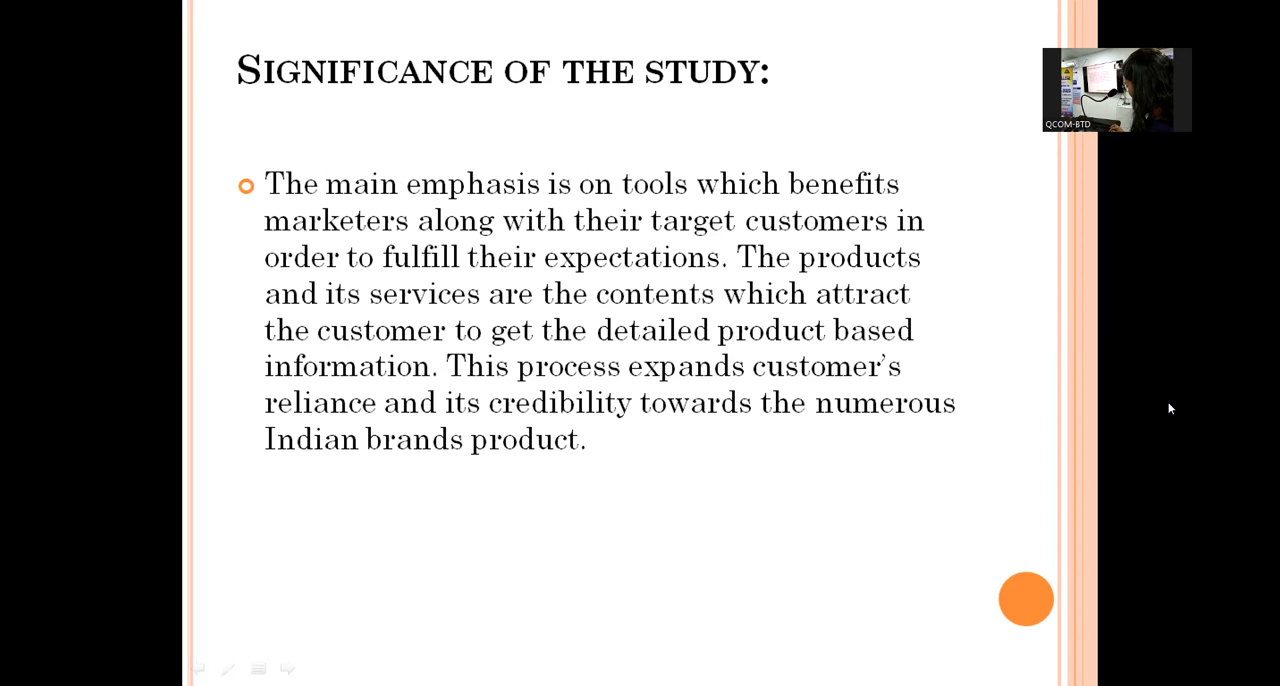 SIGNIFICANCE OF THE STUDY:
The main emphasis is on tools which benefits
marketers along with their target customers in
order to fulfill their expectations. The products
and its services are the contents which attract
the customer to get the detailed product based
information. This process expands customer's
reliance and its credibility towards the numerous
Indian brands product.
QCOM-BTD